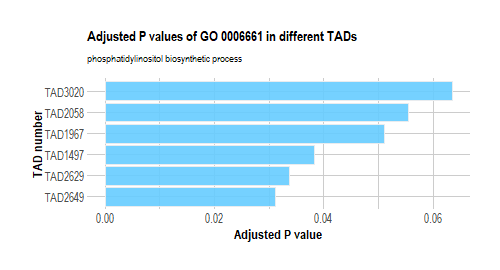 Adjusted P values of GO 0006661 in different TADs
phosphatidylinositol biosynthetic process
TAD3020
TAD2058
TAD1967
TAD1497
TAD2629
TAD2649
TAD number
0.00 0.02 0.04 0.06
Adjusted P value